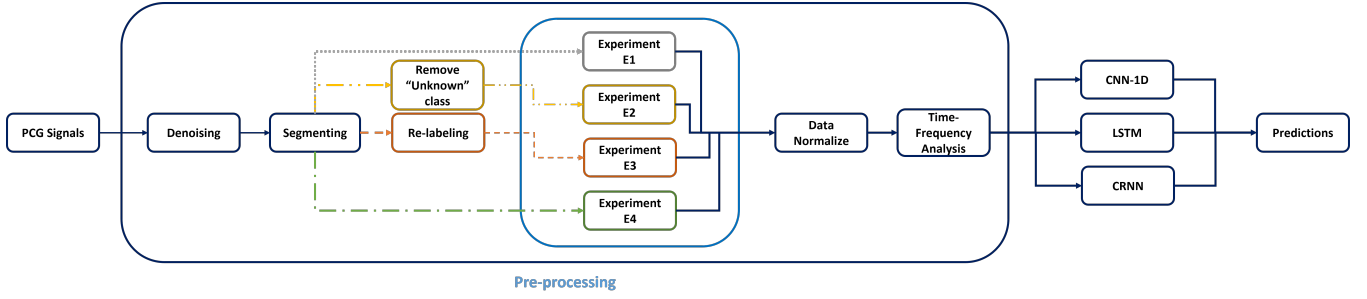 PCG Signals
Denoising
Segmenting
Remove
“Unknown”
class
Re-labeling
Experiment
E1
Experiment
E2
Experiment
E3
Experiment
E4
Data
Normalize
Time-
Frequency
Analysis
CNN-1D
LSTM
CRNN
Predictions
Pre-processing